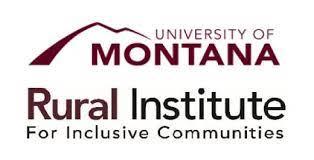 UNIVERSITY OF
MONTANA
Rural Institute
For Inclusive Communities